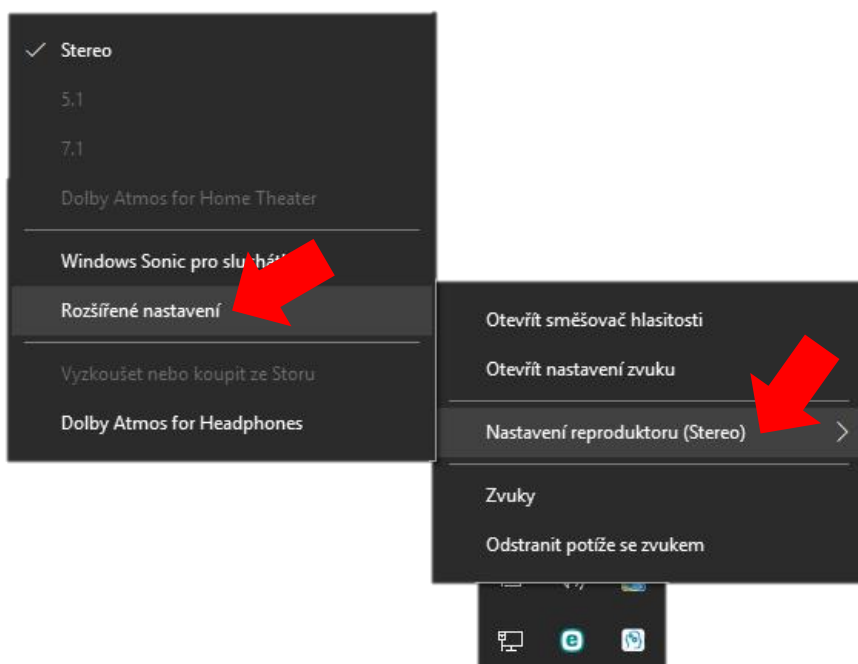 Stereo
5.1
7.1
Dolby Atmos for Home Theater
Windows Sonic pro
Rozšířené nastavení
Vyzkoušet nebo koupit ze Storu
Dolby Atmos for Headphones
Otevřít směšovač hlasitosti
Otevřít nastavení zvuku
Nastavení reproduktoru (Stereo)
Zvuky
Odstranit potíže se zvukem